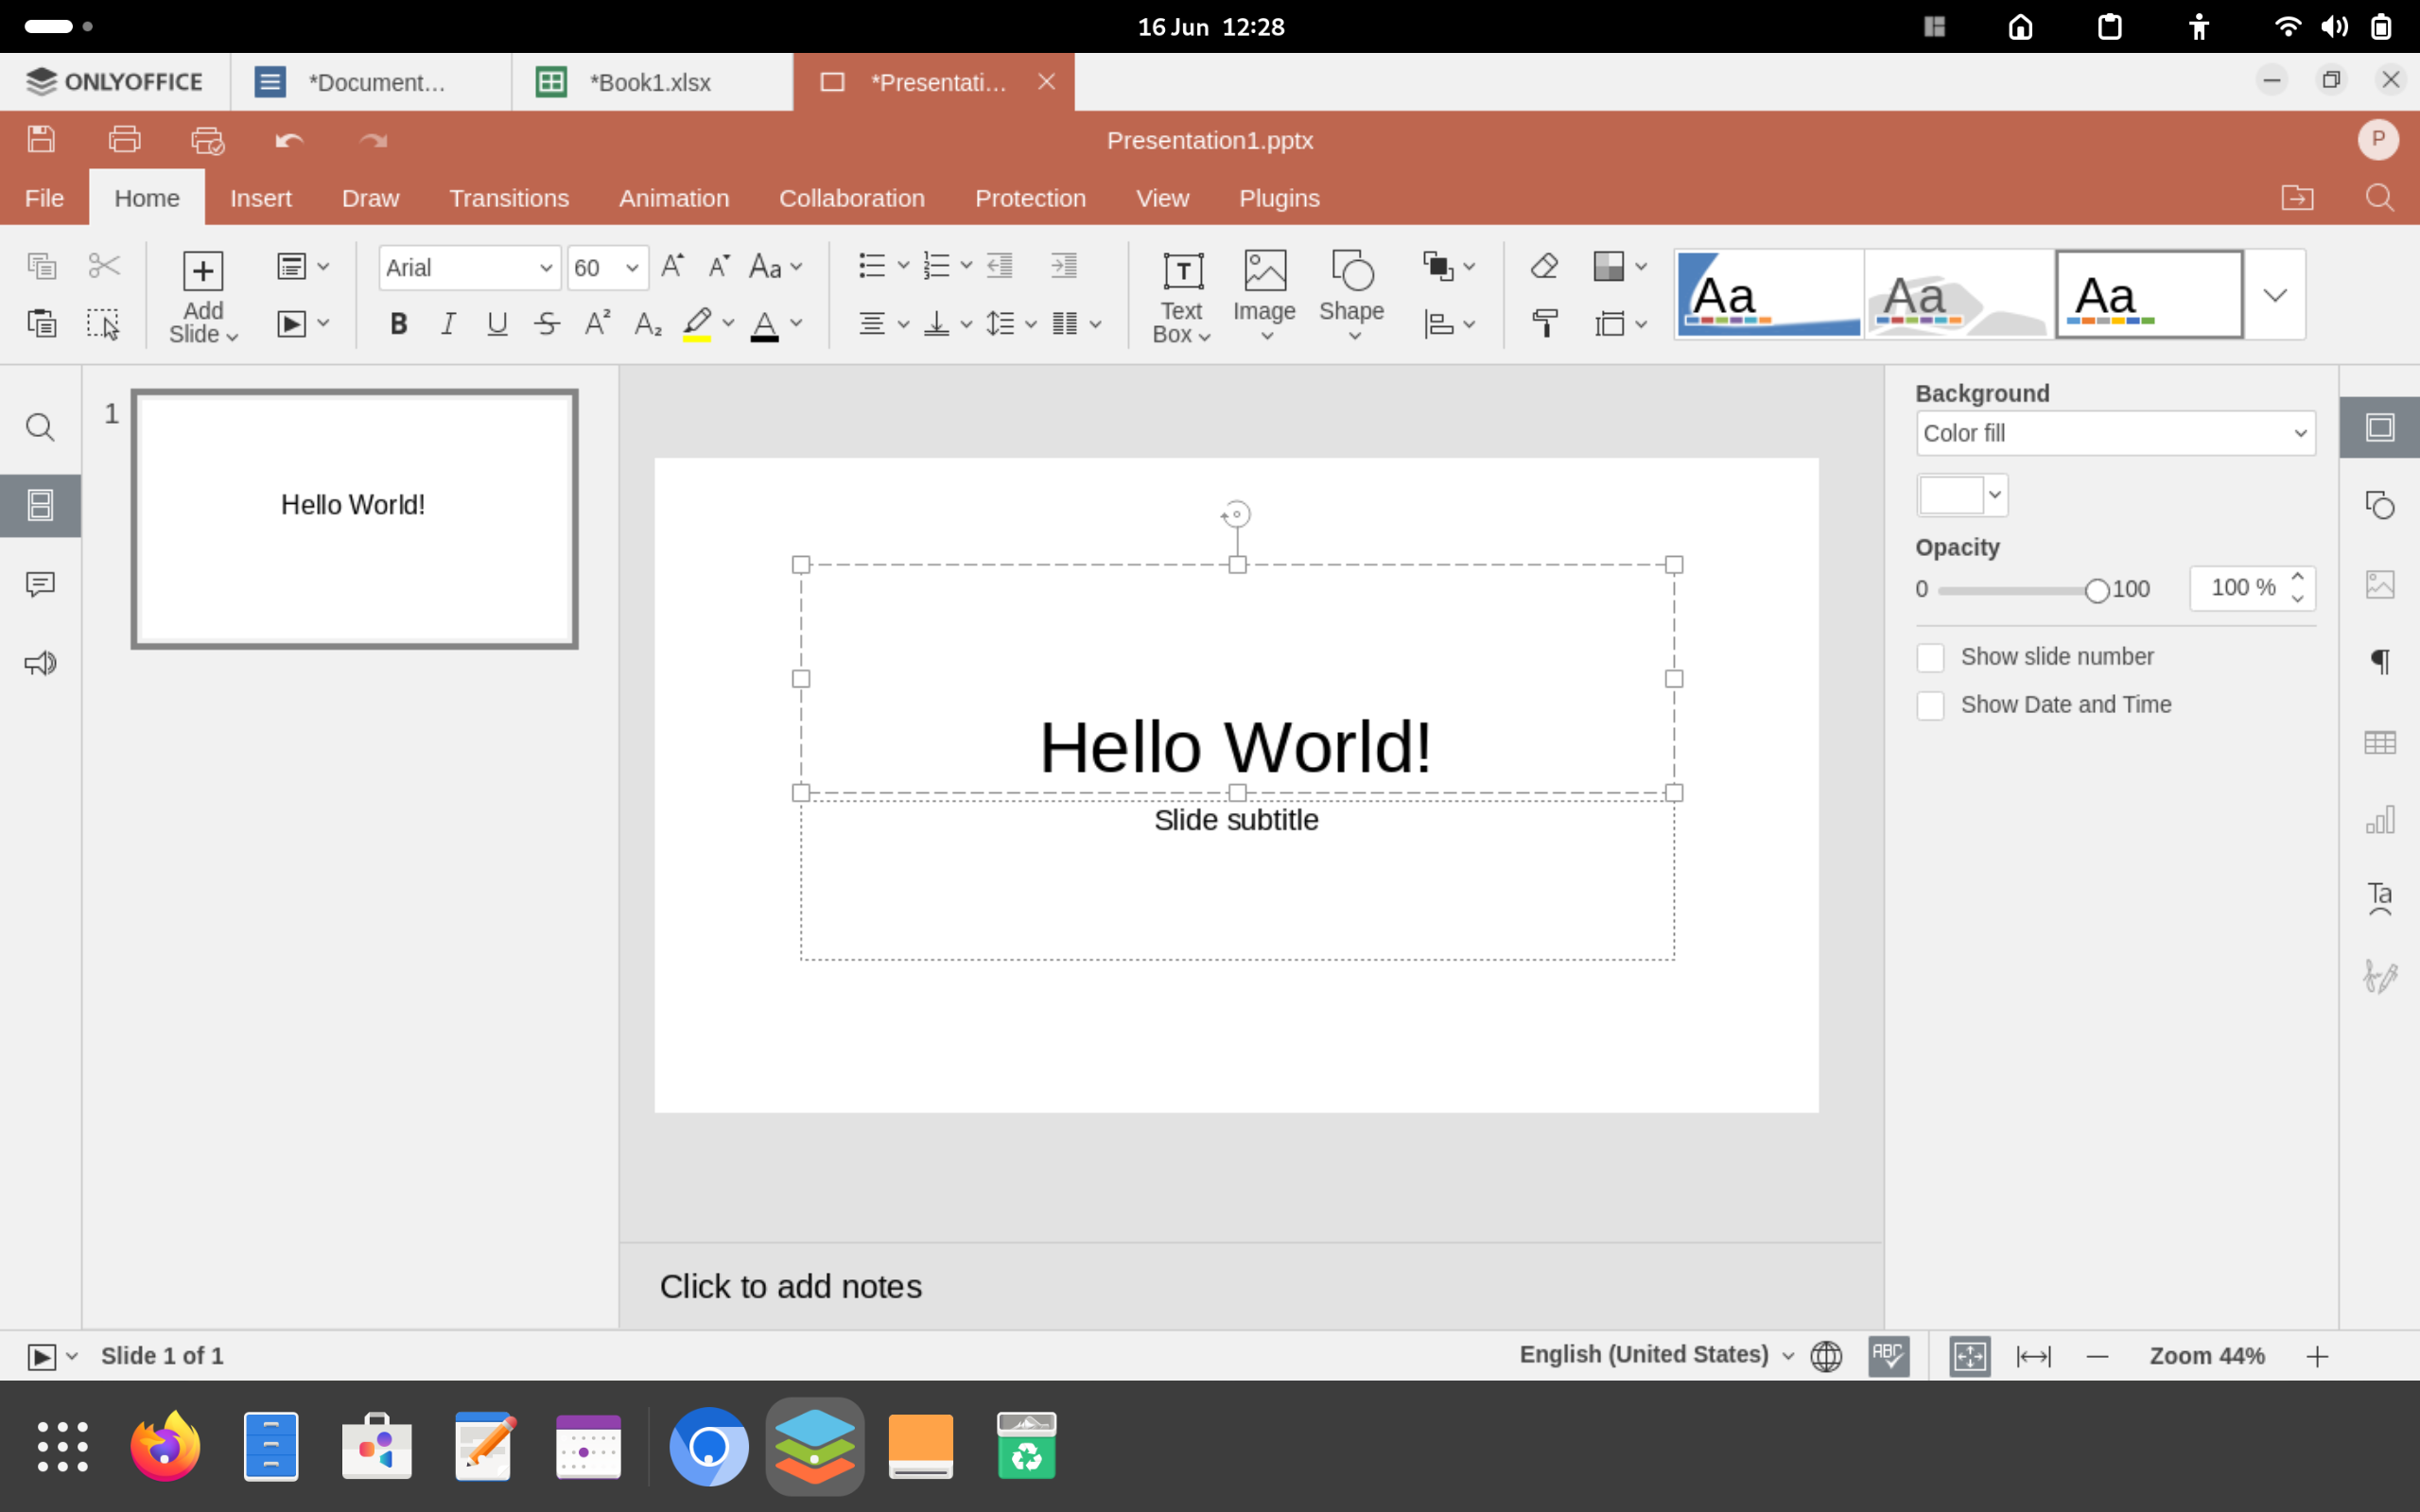 16 Jun 12:28
ONLYOFFICE
*Document...
*Book1.xlsx
*Presentati...
Presentation1.pptx
P
File
Home
Insert
Draw
Transitions
Animation
Collaboration
Protection
View
Plugins
Add Slide
Arial
60
Text Box
Image
Shape
Aa
Aa
Aa
1
Hello World!
Hello World!
Slide subtitle
Background
Color fill
Opacity
0
100
100 %
Show slide number
Show Date and Time
Click to add notes
Slide 1 of 1
English (United States)
Zoom 44%